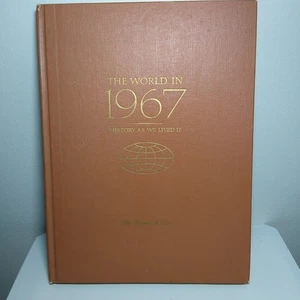 THE WORLD IN
1967
HISTORY AS WE LIVED IT